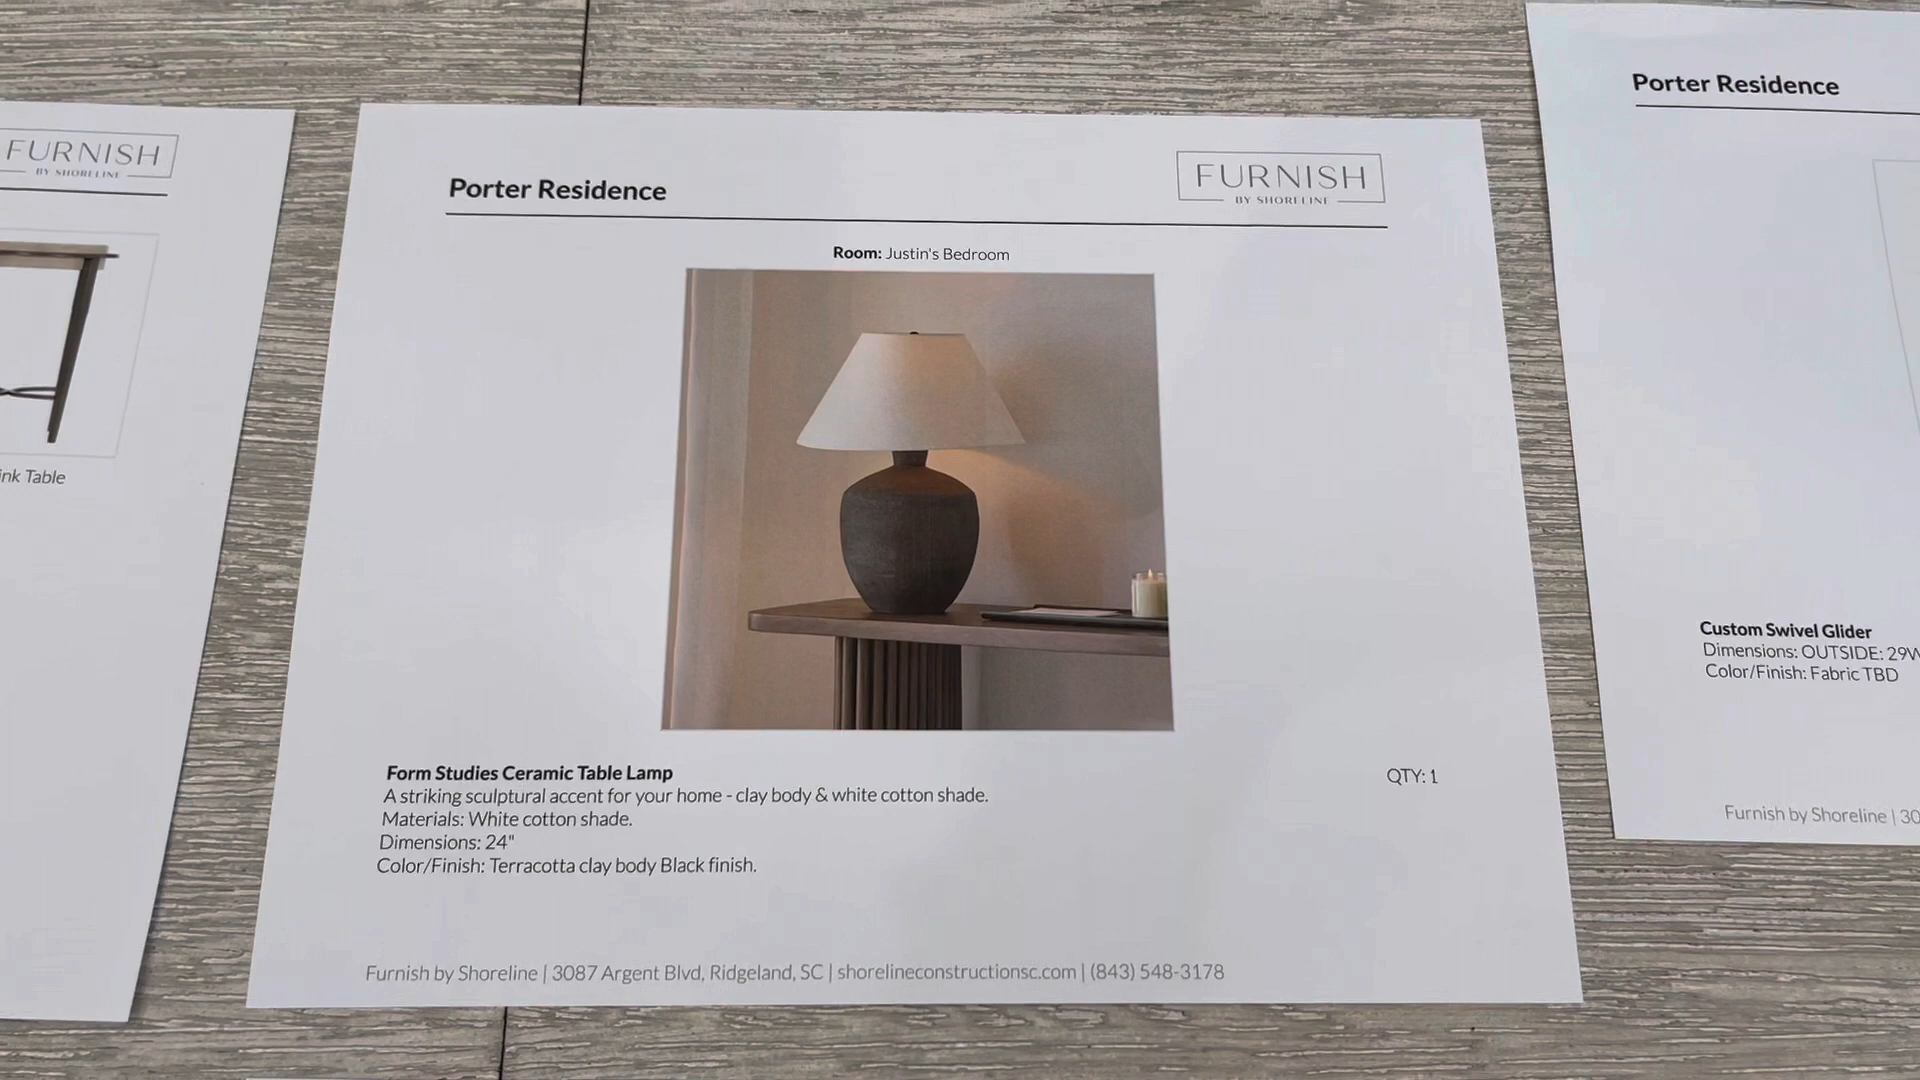 FURNISH
BY SHORELINE
ink Table
Porter Residence
FURNISH
BY SHORELINE
Room: Justin's Bedroom
Form Studies Ceramic Table Lamp
QTY: 1
A striking sculptural accent for your home - clay body & white cotton shade.
Materials: White cotton shade.
Dimensions: 24"
Color/Finish: Terracotta clay body Black finish.
Furnish by Shoreline | 3087 Argent Blvd, Ridgeland, SC | shorelineconstructionsc.com | (843) 548-3178
Porter Residence
Custom Swivel Glider
Dimensions: OUTSIDE: 29W
Color/Finish: Fabric TBD
Furnish by Shoreline | 30